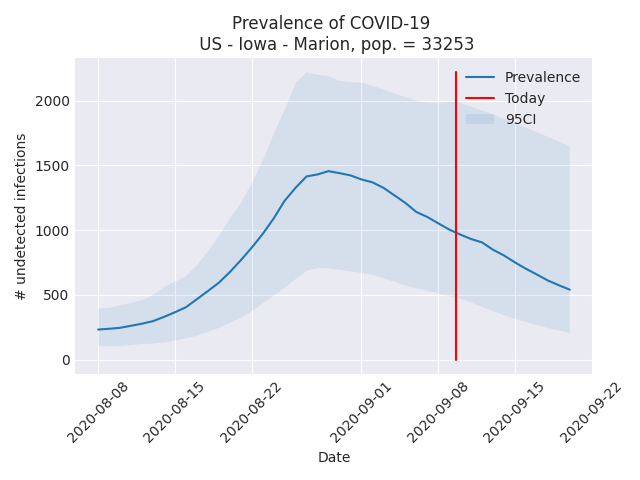 Prevalence of COVID-19
US - Iowa - Marion, pop. = 33253
Prevalence
Today
95CI
# undetected infections
2000
1500
1000
500
0
2020-08-08
2020-08-15
2020-08-22
2020-09-01
2020-09-08
2020-09-15
2020-09-22
Date